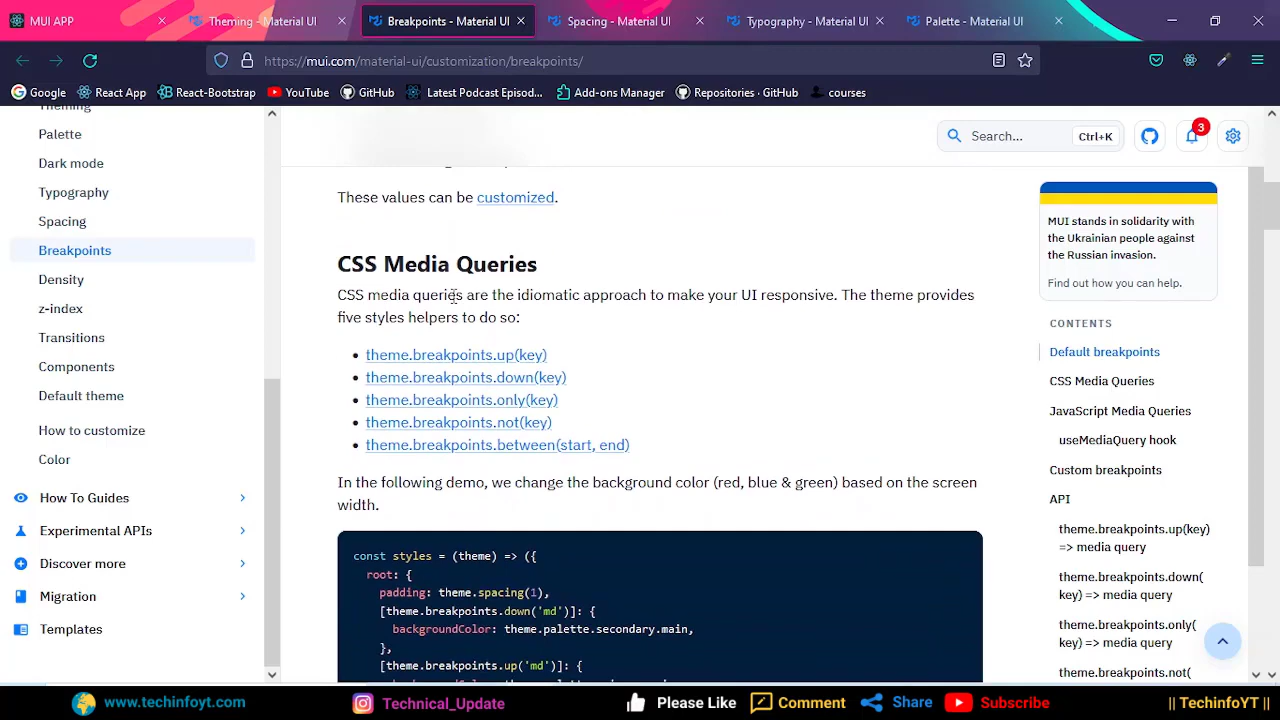 MUI APP
Theming - Material UI
Breakpoints - Material UI
Spacing - Material UI
Typography - Material UI
Palette - Material UI
https://mui.com/material-ui/customization/breakpoints/
Google
React App
React-Bootstrap
YouTube
GitHub
Latest Podcast Episod...
Add-ons Manager
Repositories · GitHub
courses
Theming
Palette
Dark mode
Typography
Spacing
Breakpoints
Density
z-index
Transitions
Components
Default theme
How to customize
Color
How To Guides
Experimental APIs
Discover more
Migration
Templates
Search...
Ctrl+K
3
These values can be customized.
CSS Media Queries
CSS media queries are the idiomatic approach to make your UI responsive. The theme provides
five styles helpers to do so:
• theme.breakpoints.up(key)
• theme.breakpoints.down(key)
• theme.breakpoints.only(key)
• theme.breakpoints.not(key)
• theme.breakpoints.between(start, end)
In the following demo, we change the background color (red, blue & green) based on the screen
width.
const styles = (theme) => ({
root: {
padding: theme.spacing(1),
[theme.breakpoints.down('md')]: {
backgroundColor: theme.palette.secondary.main,
},
[theme.breakpoints.up('md')]: {
MUI stands in solidarity with
the Ukrainian people against
the Russian invasion.
Find out how you can help.
CONTENTS
Default breakpoints
CSS Media Queries
JavaScript Media Queries
useMediaQuery hook
Custom breakpoints
API
theme.breakpoints.up(key)
=> media query
theme.breakpoints.down(
key) => media query
theme.breakpoints.only(
key) => media query
theme.breakpoints.not(
www.techinfoyt.com
Technical_Update
Please Like
Comment
Share
Subscribe
|| TechinfoYT ||